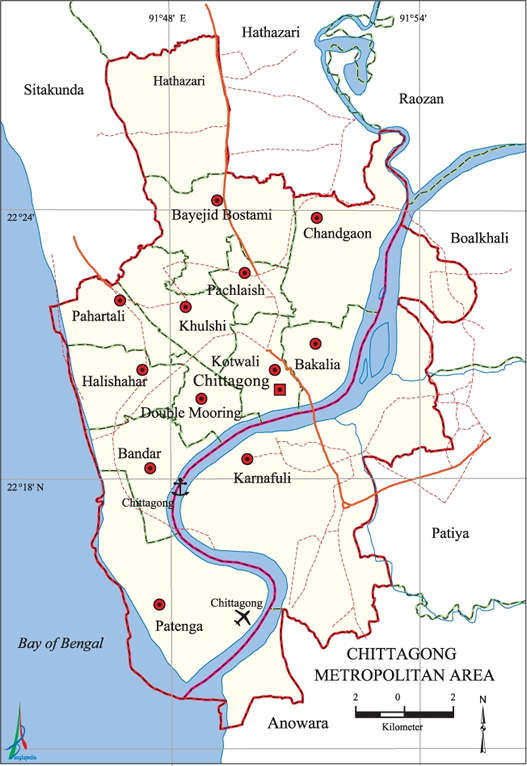 91°48' E
91°54'
Hathazari
Hathazari
Sitakunda
Raozan
22°24'
Bayejid Bostami
Chandgaon
Boalkhali
Pachlaish
Pahartali
Khulshi
Kotwali
Bakalia
Halishahar
Chittagong
Double Mooring
Bandar
Karnafuli
22°18' N
Chittagong
Patiya
Chittagong
Patenga
Bay of Bengal
CHITTAGONG
METROPOLITAN AREA
2 0 2
Kilometer
N
Anowara